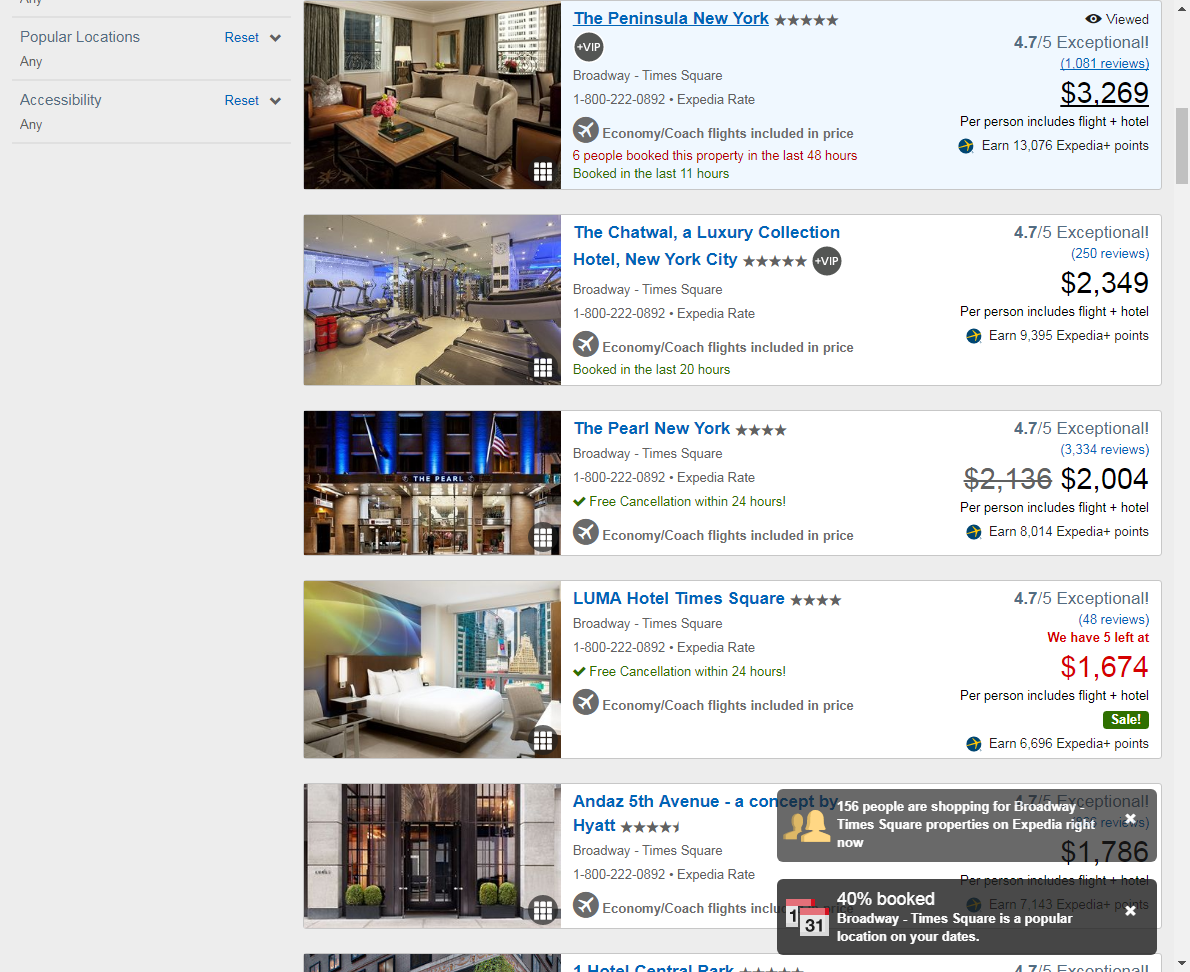 Any
Popular Locations Reset
Any
Accessibility Reset
Any
The Peninsula New York
+VIP
Broadway - Times Square
1-800-222-0892 • Expedia Rate
Economy/Coach flights included in price
6 people booked this property in the last 48 hours
Booked in the last 11 hours
Viewed
4.7/5 Exceptional!
(1,081 reviews)
$3,269
Per person includes flight + hotel
Earn 13,076 Expedia+ points
The Chatwal, a Luxury Collection
Hotel, New York City +VIP
Broadway - Times Square
1-800-222-0892 • Expedia Rate
Economy/Coach flights included in price
Booked in the last 20 hours
4.7/5 Exceptional!
(250 reviews)
$2,349
Per person includes flight + hotel
Earn 9,395 Expedia+ points
THE PEARL
The Pearl New York
Broadway - Times Square
1-800-222-0892 • Expedia Rate
Free Cancellation within 24 hours!
Economy/Coach flights included in price
4.7/5 Exceptional!
(3,334 reviews)
$2,136 $2,004
Per person includes flight + hotel
Earn 8,014 Expedia+ points
LUMA Hotel Times Square
Broadway - Times Square
1-800-222-0892 • Expedia Rate
Free Cancellation within 24 hours!
Economy/Coach flights included in price
4.7/5 Exceptional!
(48 reviews)
We have 5 left at
$1,674
Per person includes flight + hotel
Sale!
Earn 6,696 Expedia+ points
Andaz 5th Avenue - a concept by
Hyatt
Broadway - Times Square
1-800-222-0892 • Expedia Rate
Economy/Coach flights included in price
4.7/5 Exceptional!
reviews)
$1,786
Per person includes flight + hotel
Earn 7,143 Expedia+ points
156 people are shopping for Broadway -
Times Square properties on Expedia right
now
1
31
40% booked
Broadway - Times Square is a popular
location on your dates.
1 Hotel Central Park
4.7/5 Exceptional!